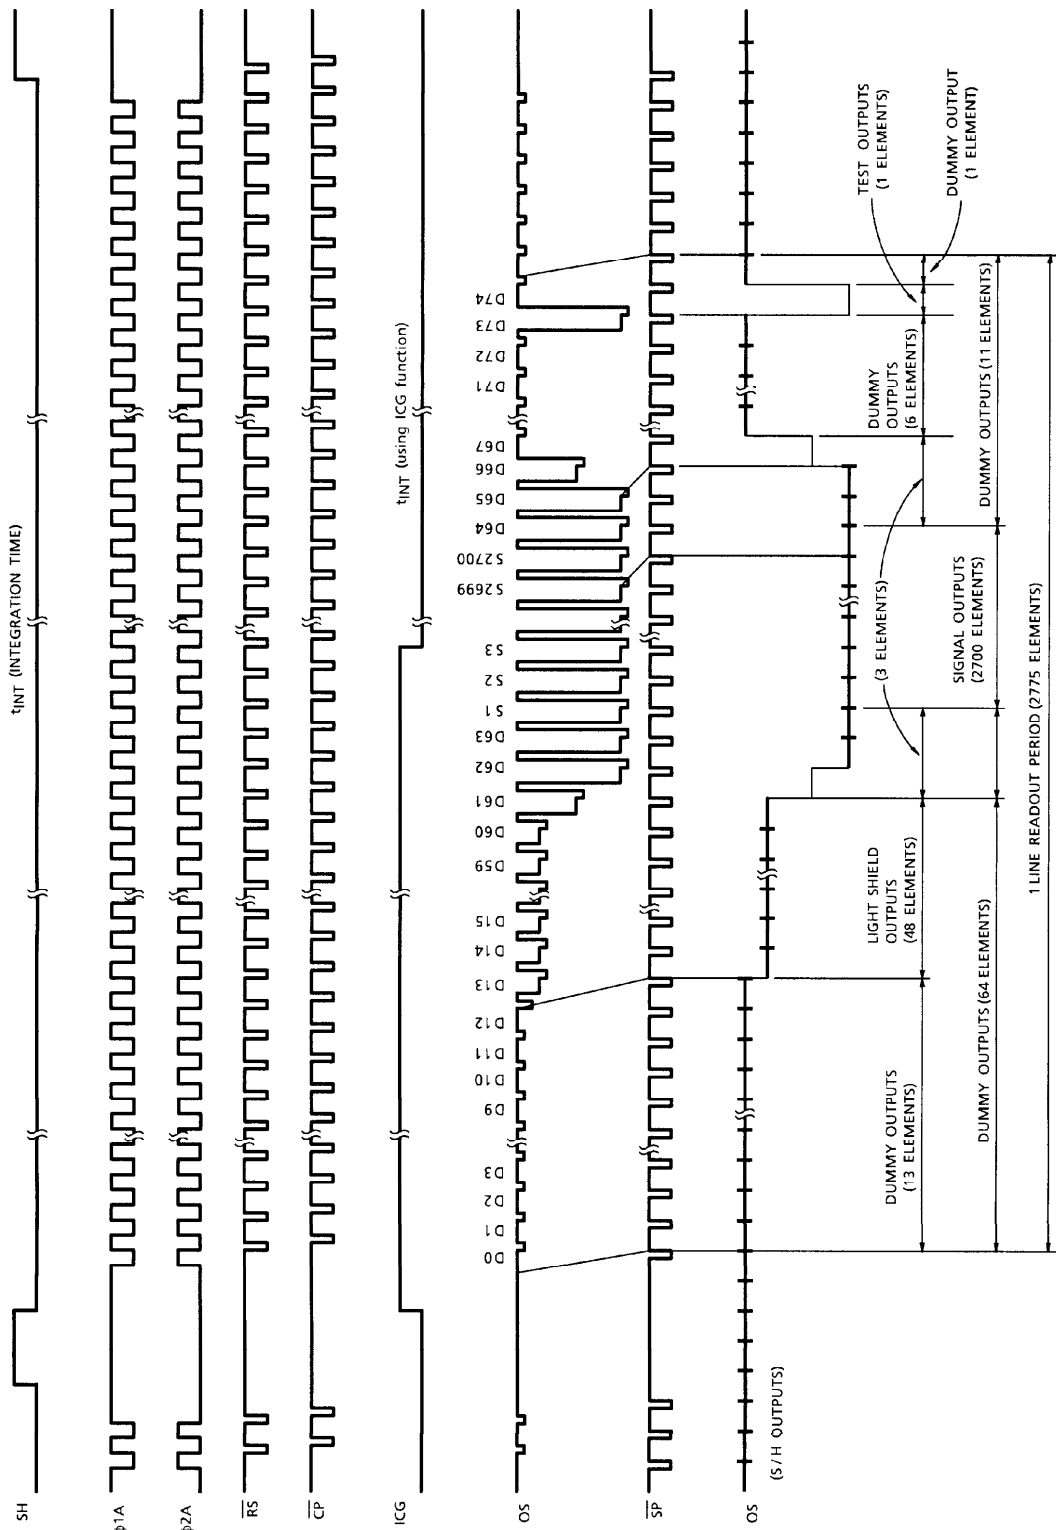 SH
tINT (INTEGRATION TIME)
φ1A
φ2A
RS
CP
ICG
tINT (using ICG function)
OS
D0
D1
D2
D3
D9
D10
D11
D12
D13
D14
D15
D59
D60
D61
D62
D63
S1
S2
S3
S2699
S2700
D64
D65
D66
D67
D71
D72
D73
D74
SP
OS
(S/H OUTPUTS)
DUMMY OUTPUTS
(13 ELEMENTS)
LIGHT SHIELD
OUTPUTS
(48 ELEMENTS)
(3 ELEMENTS)
DUMMY
OUTPUTS
(6 ELEMENTS)
TEST OUTPUTS
(1 ELEMENTS)
DUMMY OUTPUT
(1 ELEMENT)
DUMMY OUTPUTS (64 ELEMENTS)
SIGNAL OUTPUTS
(2700 ELEMENTS)
DUMMY OUTPUTS (11 ELEMENTS)
1 LINE READOUT PERIOD (2775 ELEMENTS)